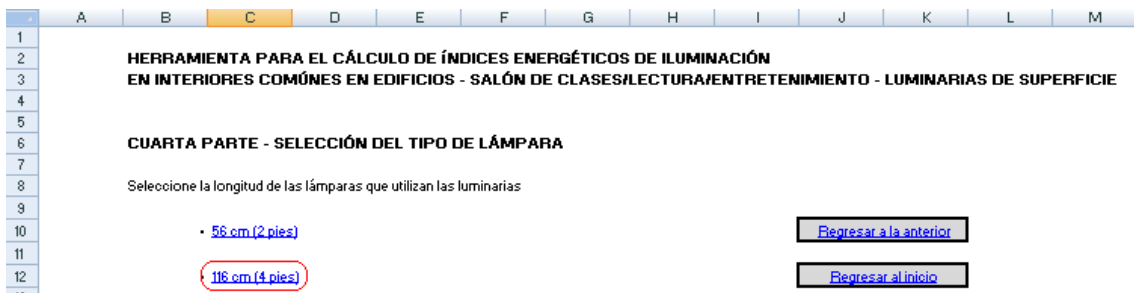 A B C D E F G H I J K L M
1
2 HERRAMIENTA PARA EL CÁLCULO DE ÍNDICES ENERGÉTICOS DE ILUMINACIÓN
3 EN INTERIORES COMÚNES EN EDIFICIOS - SALÓN DE CLASES/LECTURA/ENTRETENIMIENTO - LUMINARIAS DE SUPERFICIE
4
5
6 CUARTA PARTE - SELECCIÓN DEL TIPO DE LÁMPARA
7
8 Seleccione la longitud de las lámparas que utilizan las luminarias
9
10 • 56 cm (2 pies) Regresar a la anterior
11
12 • 116 cm (4 pies) Regresar al inicio